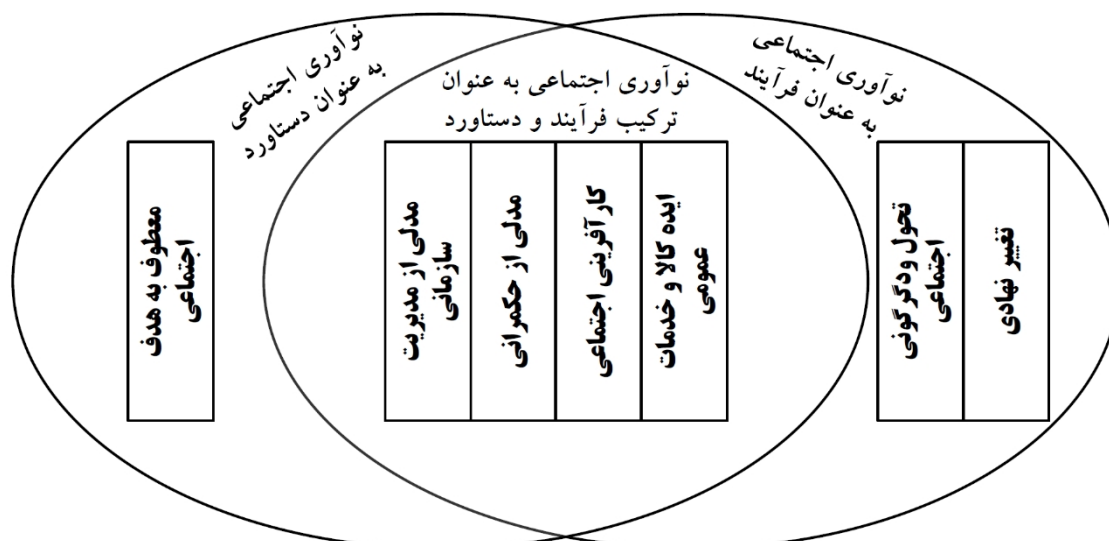 نوآوری اجتماعی
به عنوان فرآیند
نوآوری اجتماعی به عنوان
ترکیب فرآیند و دستاورد
نوآوری اجتماعی
به عنوان دستاورد
تغییر نهادی
تحول ودگرگونی
اجتماعی
ایده کالا و خدمات
عمومی
کارآفرینی اجتماعی
مدلی از حکمرانی
مدلی از مدیریت
سازمانی
معطوف به هدف
اجتماعی